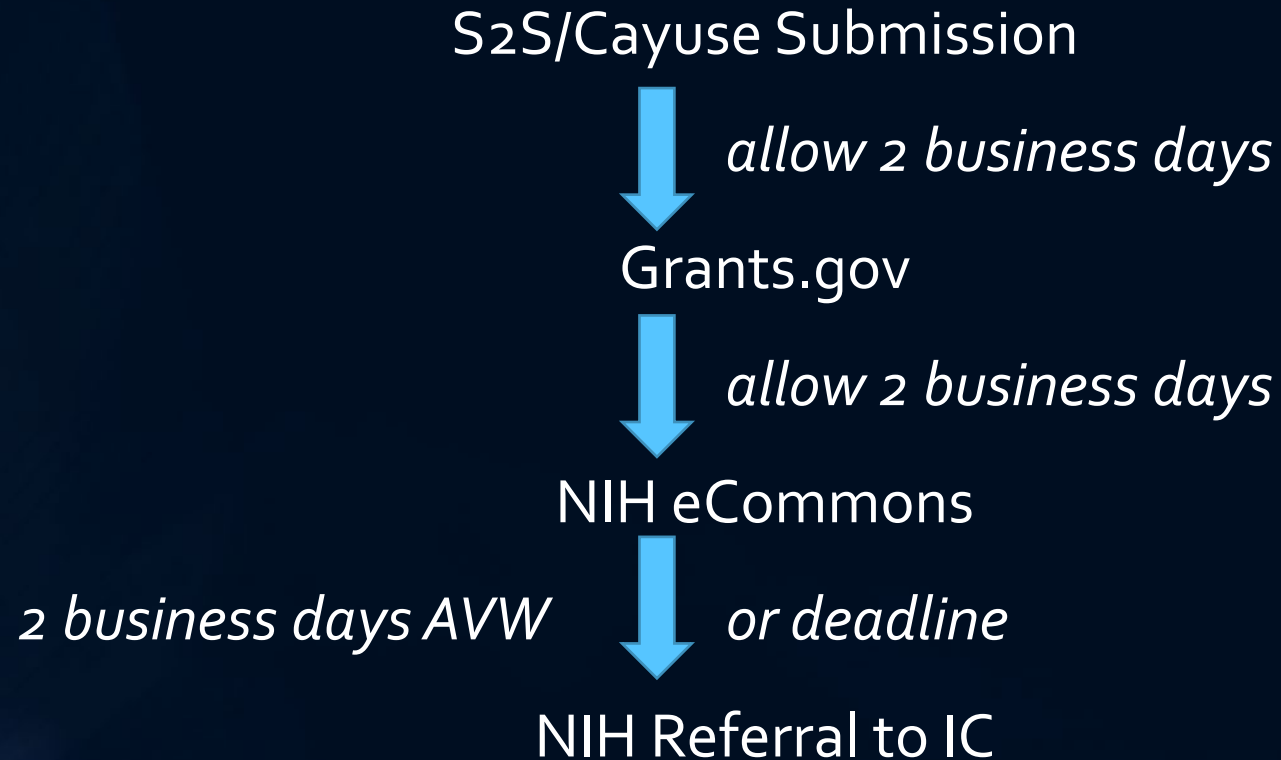 S2S/Cayuse Submission
allow 2 business days
Grants.gov
allow 2 business days
NIH eCommons
2 business days AVW or deadline
NIH Referral to IC